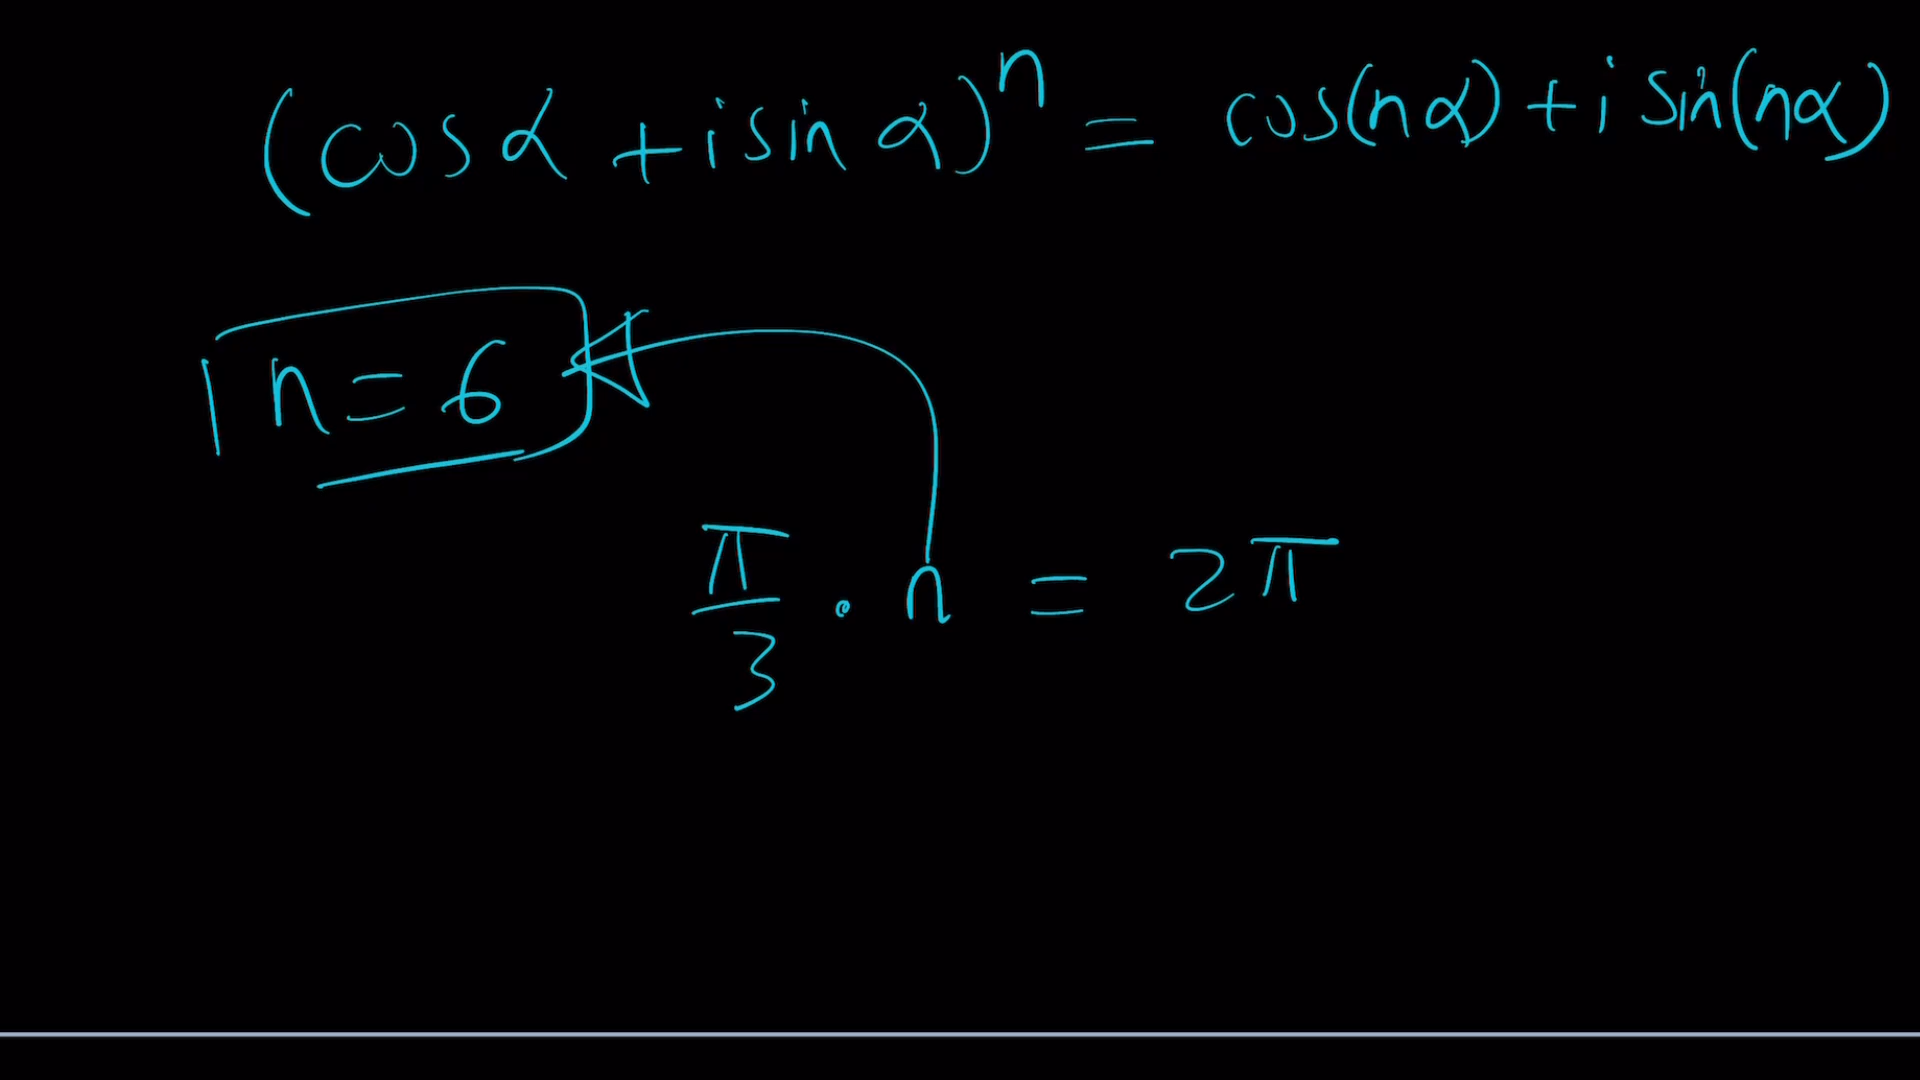 (cos α + i sin α)ⁿ = cos(nα) + i sin(nα)
n = 6
π/3 · n = 2π